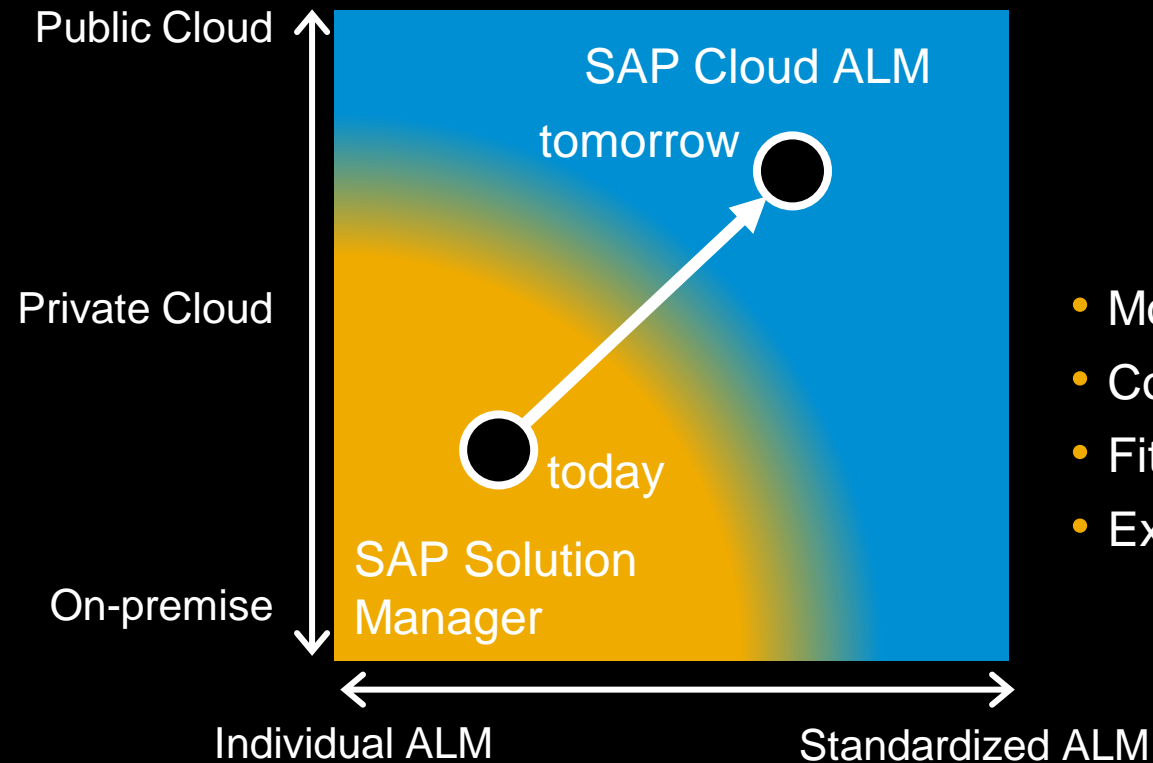 Public Cloud
SAP Cloud ALM
tomorrow
Private Cloud
today
SAP Solution
Manager
On-premise
Individual ALM
Standardized ALM